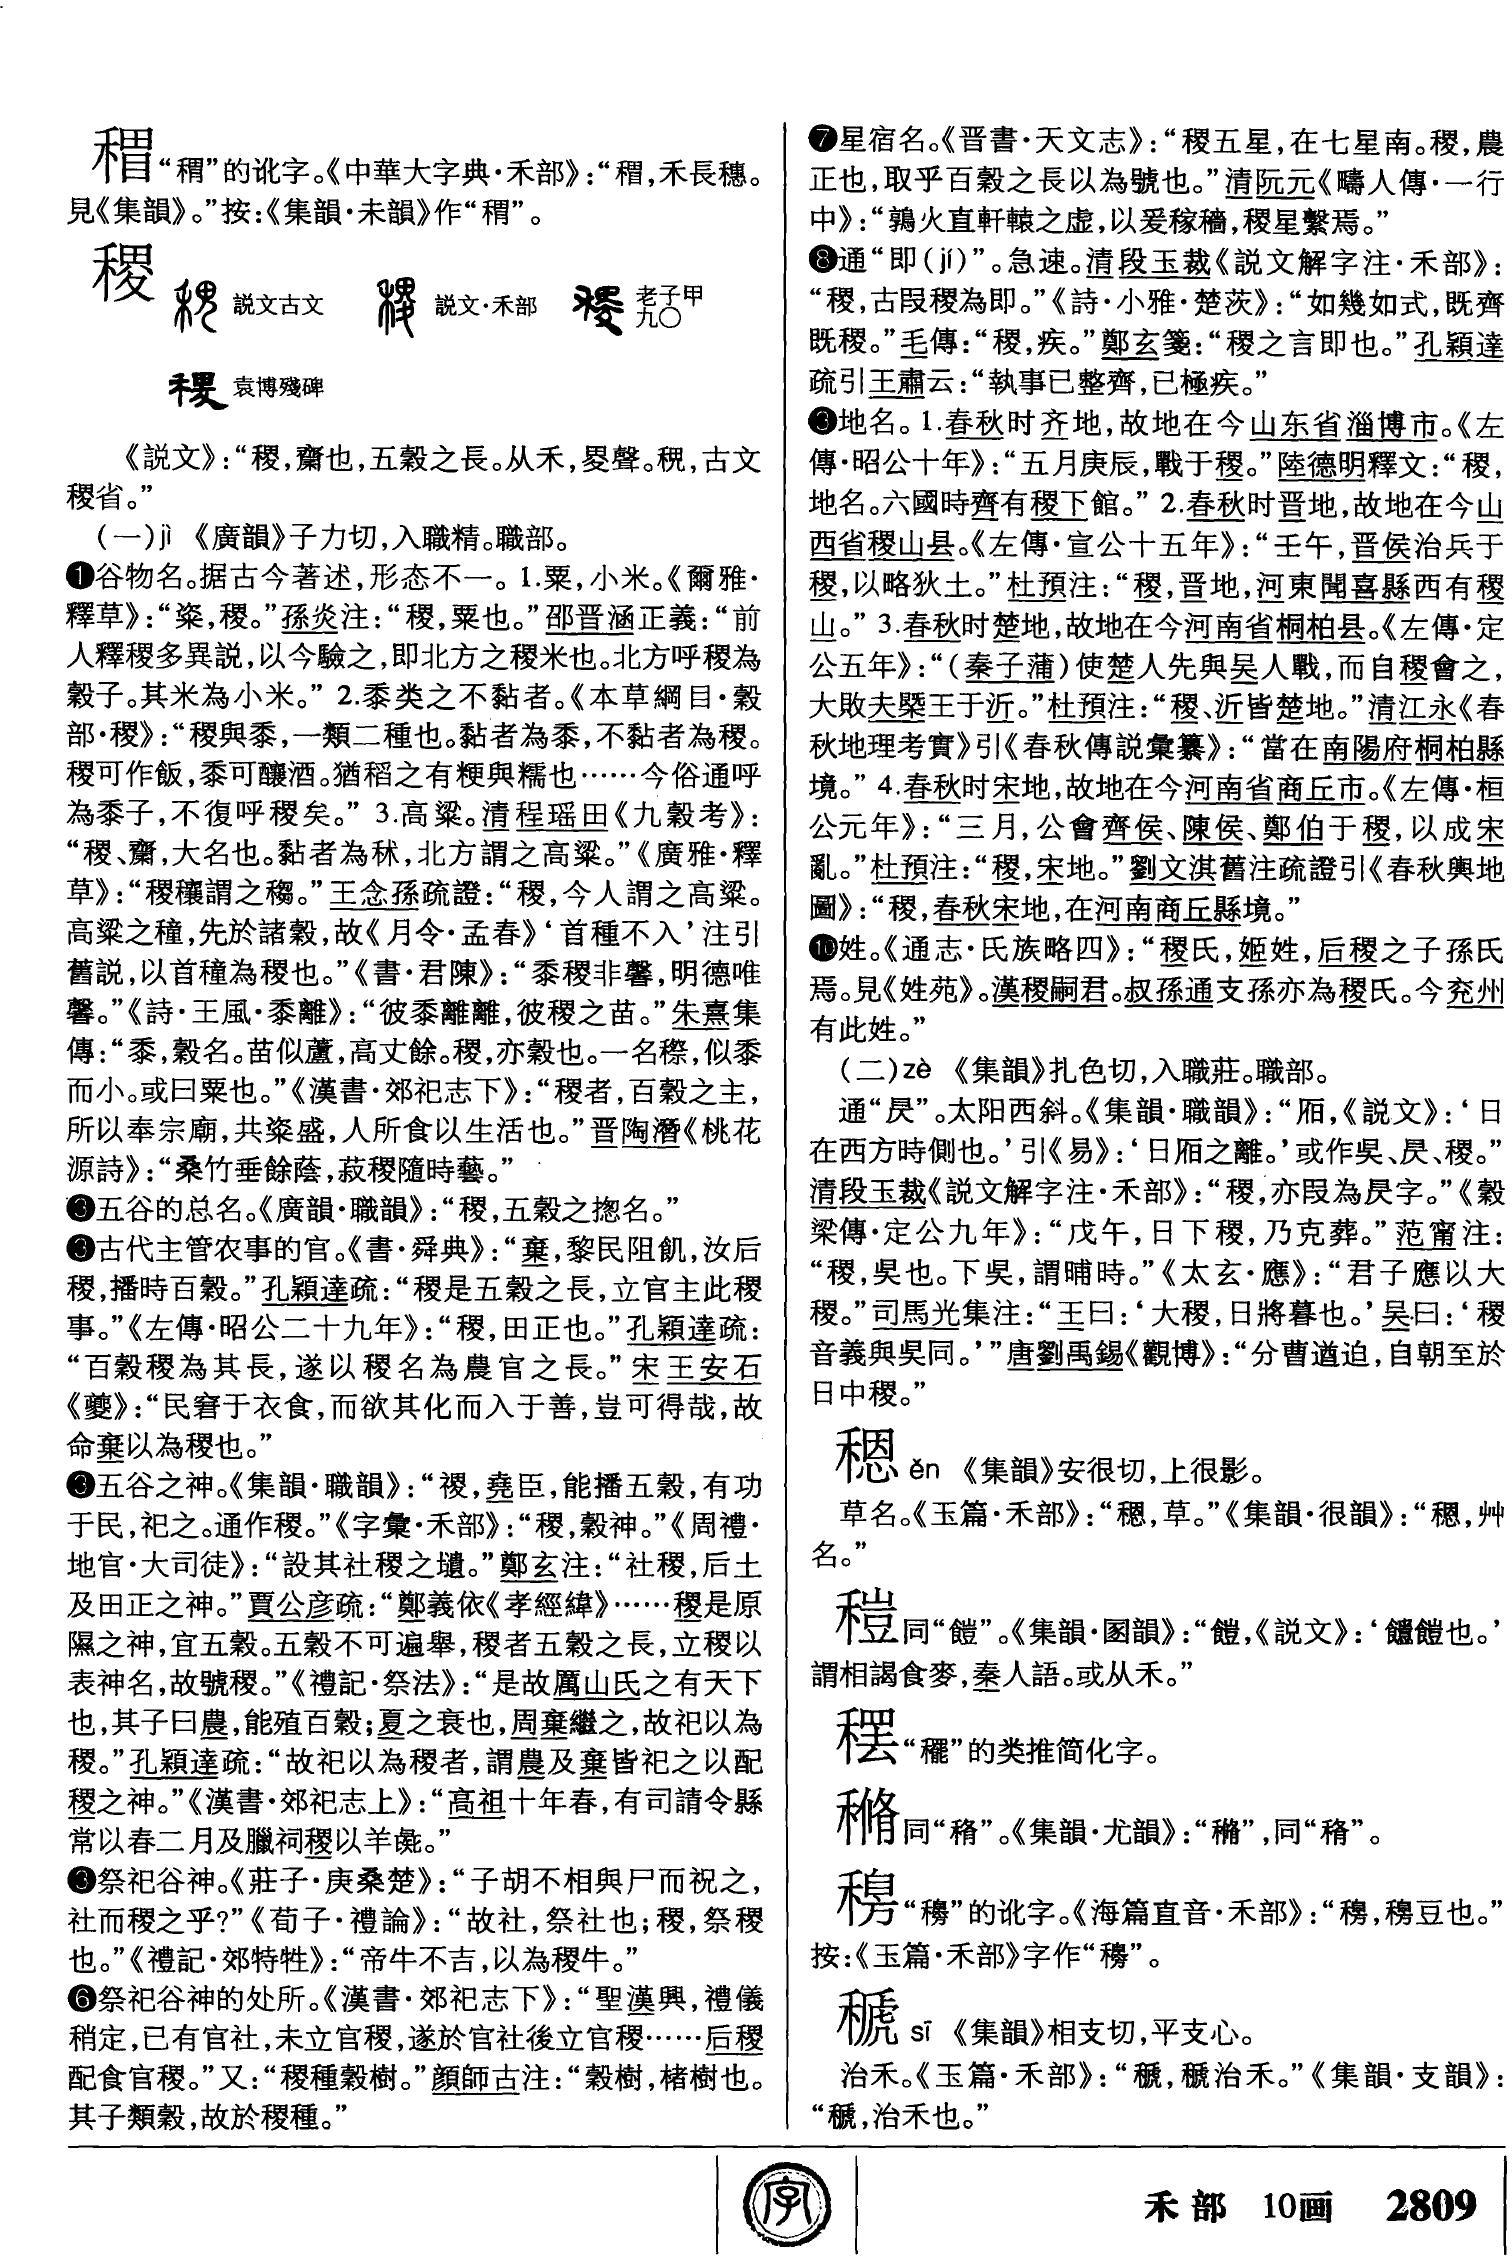 “䅬”的讹字。《中華大字典·禾部》：“，禾長穗。
見《集韻》。”按：《集韻·未韻》作“䅬”。
稷 説文古文 説文·禾部 老子甲九〇
袁博殘碑
《説文》：“稷，齋也，五穀之長。从禾，畟聲。𥝩，古文
稷省。”
(一)jì 《廣韻》子力切，入職精。職部。
❶谷物名。据古今著述，形态不一。1.粟，小米。《爾雅·
釋草》：“粢，稷。”孫炎注：“稷，粟也。”邵晋涵正義：“前
人釋稷多異説，以今驗之，即北方之稷米也。北方呼稷為
穀子。其米為小米。” 2.黍类之不黏者。《本草綱目·穀
部·稷》：“稷與黍，一類二種也。黏者為黍，不黏者為稷。
稷可作飯，黍可釀酒。猶稻之有粳與糯也……今俗通呼
為黍子，不復呼稷矣。” 3.高粱。清程瑶田《九穀考》：
“稷、齋，大名也。黏者為秫，北方謂之高粱。”《廣雅·釋
草》：“稷穰謂之䅳。”王念孫疏證：“稷，今人謂之高粱。
高粱之穜，先於諸穀，故《月令·孟春》‘首種不入’注引
舊説，以首穜為稷也。”《書·君陳》：“黍稷非馨，明德唯
馨。”《詩·王風·黍離》：“彼黍離離，彼稷之苗。”朱熹集
傳：“黍，穀名。苗似蘆，高丈餘。稷，亦穀也。一名穄，似黍
而小。或曰粟也。”《漢書·郊祀志下》：“稷者，百穀之主，
所以奉宗廟，共粢盛，人所食以生活也。”晋陶潛《桃花
源詩》：“桑竹垂餘蔭，菽稷隨時藝。”
❸五谷的总名。《廣韻·職韻》：“稷，五穀之揔名。”
❸古代主管农事的官。《書·舜典》：“棄，黎民阻飢，汝后
稷，播時百穀。”孔穎達疏：“稷是五穀之長，立官主此稷
事。”《左傳·昭公二十九年》：“稷，田正也。”孔穎達疏：
“百穀稷為其長，遂以稷名為農官之長。”宋王安石
《夔》：“民窘于衣食，而欲其化而入于善，豈可得哉，故
命棄以為稷也。”
❸五谷之神。《集韻·職韻》：“禝，堯臣，能播五穀，有功
于民，祀之。通作稷。”《字彙·禾部》：“稷，穀神。”《周禮·
地官·大司徒》：“設其社稷之壝。”鄭玄注：“社稷，后土
及田正之神。”賈公彦疏：“鄭義依《孝經緯》……稷是原
隰之神，宜五穀。五穀不可遍舉，稷者五穀之長，立稷以
表神名，故號稷。”《禮記·祭法》：“是故厲山氏之有天下
也，其子曰農，能殖百穀；夏之衰也，周棄繼之，故祀以為
稷。”孔穎達疏：“故祀以為稷者，謂農及棄皆祀之以配
稷之神。”《漢書·郊祀志上》：“高祖十年春，有司請令縣
常以春二月及臘祠稷以羊彘。”
❸祭祀谷神。《莊子·庚桑楚》：“子胡不相與尸而祝之，
社而稷之乎？”《荀子·禮論》：“故社，祭社也；稷，祭稷
也。”《禮記·郊特牲》：“帝牛不吉，以為稷牛。”
❻祭祀谷神的处所。《漢書·郊祀志下》：“聖漢興，禮儀
稍定，已有官社，未立官稷，遂於官社後立官稷……后稷
配食官稷。”又：“稷種穀樹。”顔師古注：“穀樹，楮樹也。
其子類穀，故於稷種。”
❼星宿名。《晋書·天文志》：“稷五星，在七星南。稷，農
正也，取乎百穀之長以為號也。”清阮元《疇人傳·一行
中》：“鶉火直軒轅之虚，以爰稼穡，稷星繫焉。”
❽通“即(jí)”。急速。清段玉裁《説文解字注·禾部》：
“稷，古叚稷為即。”《詩·小雅·楚茨》：“如幾如式，既齊
既稷。”毛傳：“稷，疾。”鄭玄箋：“稷之言即也。”孔穎達
疏引王肅云：“執事已整齊，已極疾。”
❸地名。1.春秋时齐地，故地在今山东省淄博市。《左
傳·昭公十年》：“五月庚辰，戰于稷。”陸德明釋文：“稷，
地名。六國時齊有稷下館。” 2.春秋时晋地，故地在今山
西省稷山县。《左傳·宣公十五年》：“壬午，晋侯治兵于
稷，以略狄土。”杜預注：“稷，晋地，河東聞喜縣西有稷
山。” 3.春秋时楚地，故地在今河南省桐柏县。《左傳·定
公五年》：“(秦子蒲)使楚人先與吴人戰，而自稷會之，
大敗夫槩王于沂。”杜預注：“稷、沂皆楚地。”清江永《春
秋地理考實》引《春秋傳説彙纂》：“當在南陽府桐柏縣
境。” 4.春秋时宋地，故地在今河南省商丘市。《左傳·桓
公元年》：“三月，公會齊侯、陳侯、鄭伯于稷，以成宋
亂。”杜預注：“稷，宋地。”劉文淇舊注疏證引《春秋輿地
圖》：“稷，春秋宋地，在河南商丘縣境。”
❿姓。《通志·氏族略四》：“稷氏，姬姓，后稷之子孫氏
焉。見《姓苑》。漢稷嗣君。叔孫通支孫亦為稷氏。今兖州
有此姓。”
(二)zè 《集韻》扎色切，入職莊。職部。
通“昃”。太阳西斜。《集韻·職韻》：“厢，《説文》：‘日
在西方時側也。’引《易》：‘日厢之離。’或作吳、昃、稷。”
清段玉裁《説文解字注·禾部》：“稷，亦叚為昃字。”《穀
梁傳·定公九年》：“戊午，日下稷，乃克葬。”范甯注：
“稷，吳也。下吳，謂晡時。”《太玄·應》：“君子應以大
稷。”司馬光集注：“王曰：‘大稷，日將暮也。’吴曰：‘稷
音義與吳同。’”唐劉禹錫《觀博》：“分曹遒迫，自朝至於
日中稷。”
穏 ěn 《集韻》安很切，上很影。
草名。《玉篇·禾部》：“，草。”《集韻·很韻》：“，艸
名。”
䅱同“䭓”。《集韻·圂韻》：“䭓，《説文》：‘䭓也。’
謂相謁食麥，秦人語。或从禾。”
“䆉”的类推简化字。
同“䅎”。《集韻·尤韻》：“”，同“䅎”。
“䅭”的讹字。《海篇直音·禾部》：“，豆也。”
按：《玉篇·禾部》字作“䅭”。
䅮 sī 《集韻》相支切，平支心。
治禾。《玉篇·禾部》：“䅮，䅮治禾。”《集韻·支韻》：
“䅮，治禾也。”
字
禾部 10画 2809